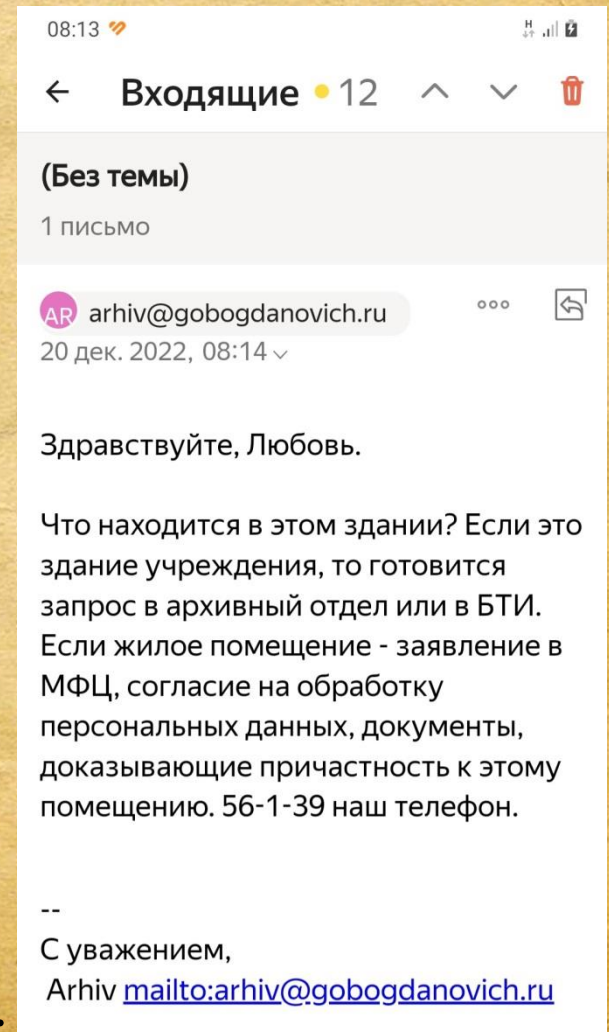 08:13
Входящие • 12
(Без темы)
1 письмо
AR arhiv@gobogdanovich.ru
20 дек. 2022, 08:14
Здравствуйте, Любовь.
Что находится в этом здании? Если это
здание учреждения, то готовится
запрос в архивный отдел или в БТИ.
Если жилое помещение - заявление в
МФЦ, согласие на обработку
персональных данных, документы,
доказывающие причастность к этому
помещению. 56-1-39 наш телефон.
--
С уважением,
Arhiv mailto:arhiv@gobogdanovich.ru